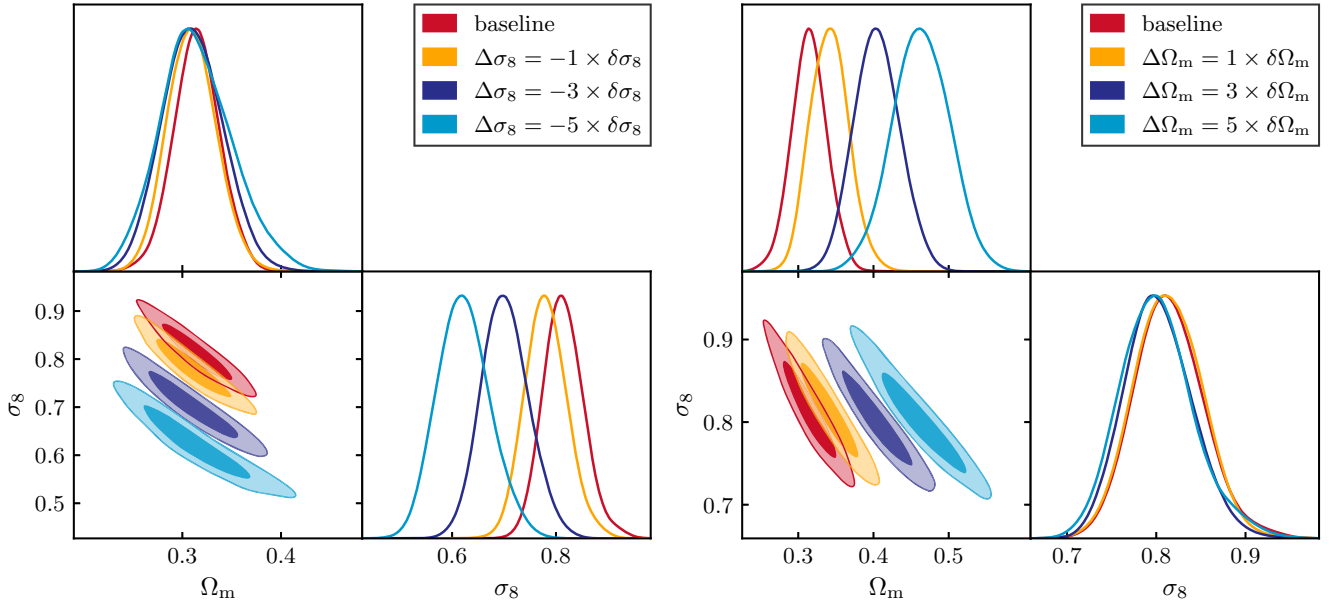 baseline
Δσ₈ = −1 × δσ₈
Δσ₈ = −3 × δσ₈
Δσ₈ = −5 × δσ₈
0.9
0.8
0.7
0.6
0.5
σ₈
0.3 0.4
Ωₘ
0.6 0.8
σ₈
baseline
ΔΩₘ = 1 × δΩₘ
ΔΩₘ = 3 × δΩₘ
ΔΩₘ = 5 × δΩₘ
0.9
0.8
0.7
σ₈
0.3 0.4 0.5
Ωₘ
0.7 0.8 0.9
σ₈